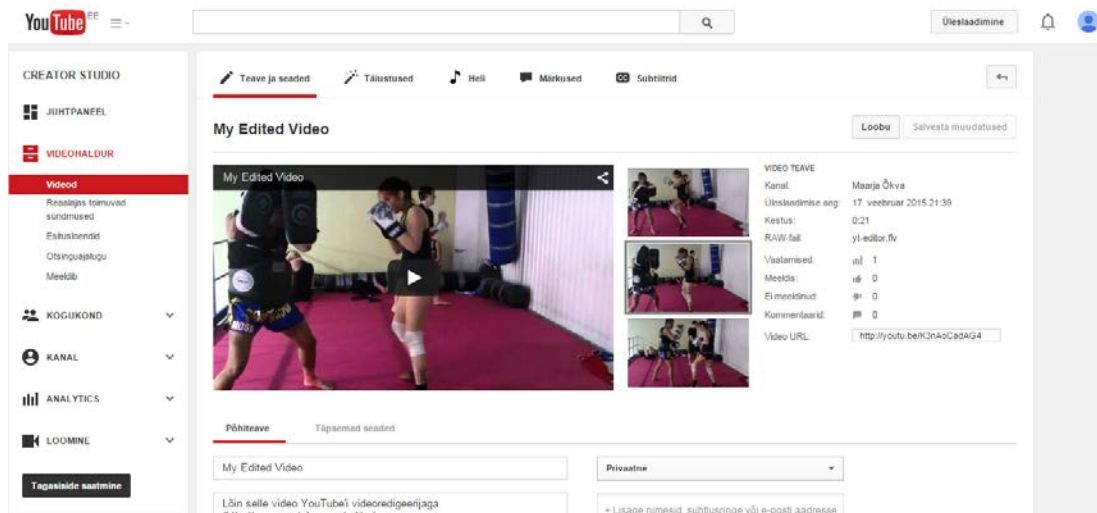 YouTube EE
Üleslaadimine
CREATOR STUDIO
JUHTPANEEL
VIDEOHALDUR
Videod
Reaalajas toimuvad
sündmused
Esitusloendid
Otsinguajalugu
Meeldib
KOGUKOND
KANAL
ANALYTICS
LOOMINE
Tagasiside saatmine
Teave ja seaded
Täiustused
Heli
Märkused
CC Subtiitrid
My Edited Video
Loobu
Salvesta muudatused
My Edited Video
VIDEO TEAVE
Kanal: Maarja Õkva
Üleslaadimise aeg: 17. veebruar 2015 21:39
Kestus: 0:21
RAW-fail: yt-editor.flv
Vaatamised: 1
Meeldis: 0
Ei meeldinud: 0
Kommentaarid: 0
Video URL: http://youtu.be/K3nAoCadAG4
Põhiteave
Täpsemad seaded
My Edited Video
Privaatne
Lõin selle video YouTube'i videoredigeerijaga
+ Lisage nimesid, suhtlusringe või e-posti aadresse